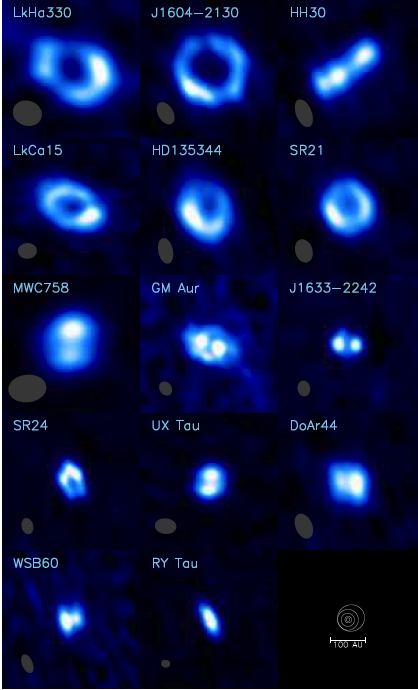 LkHa330
J1604-2130
HH30
LkCa15
HD135344
SR21
MWC758
GM Aur
J1633-2242
SR24
UX Tau
DoAr44
WSB60
RY Tau
100 AU